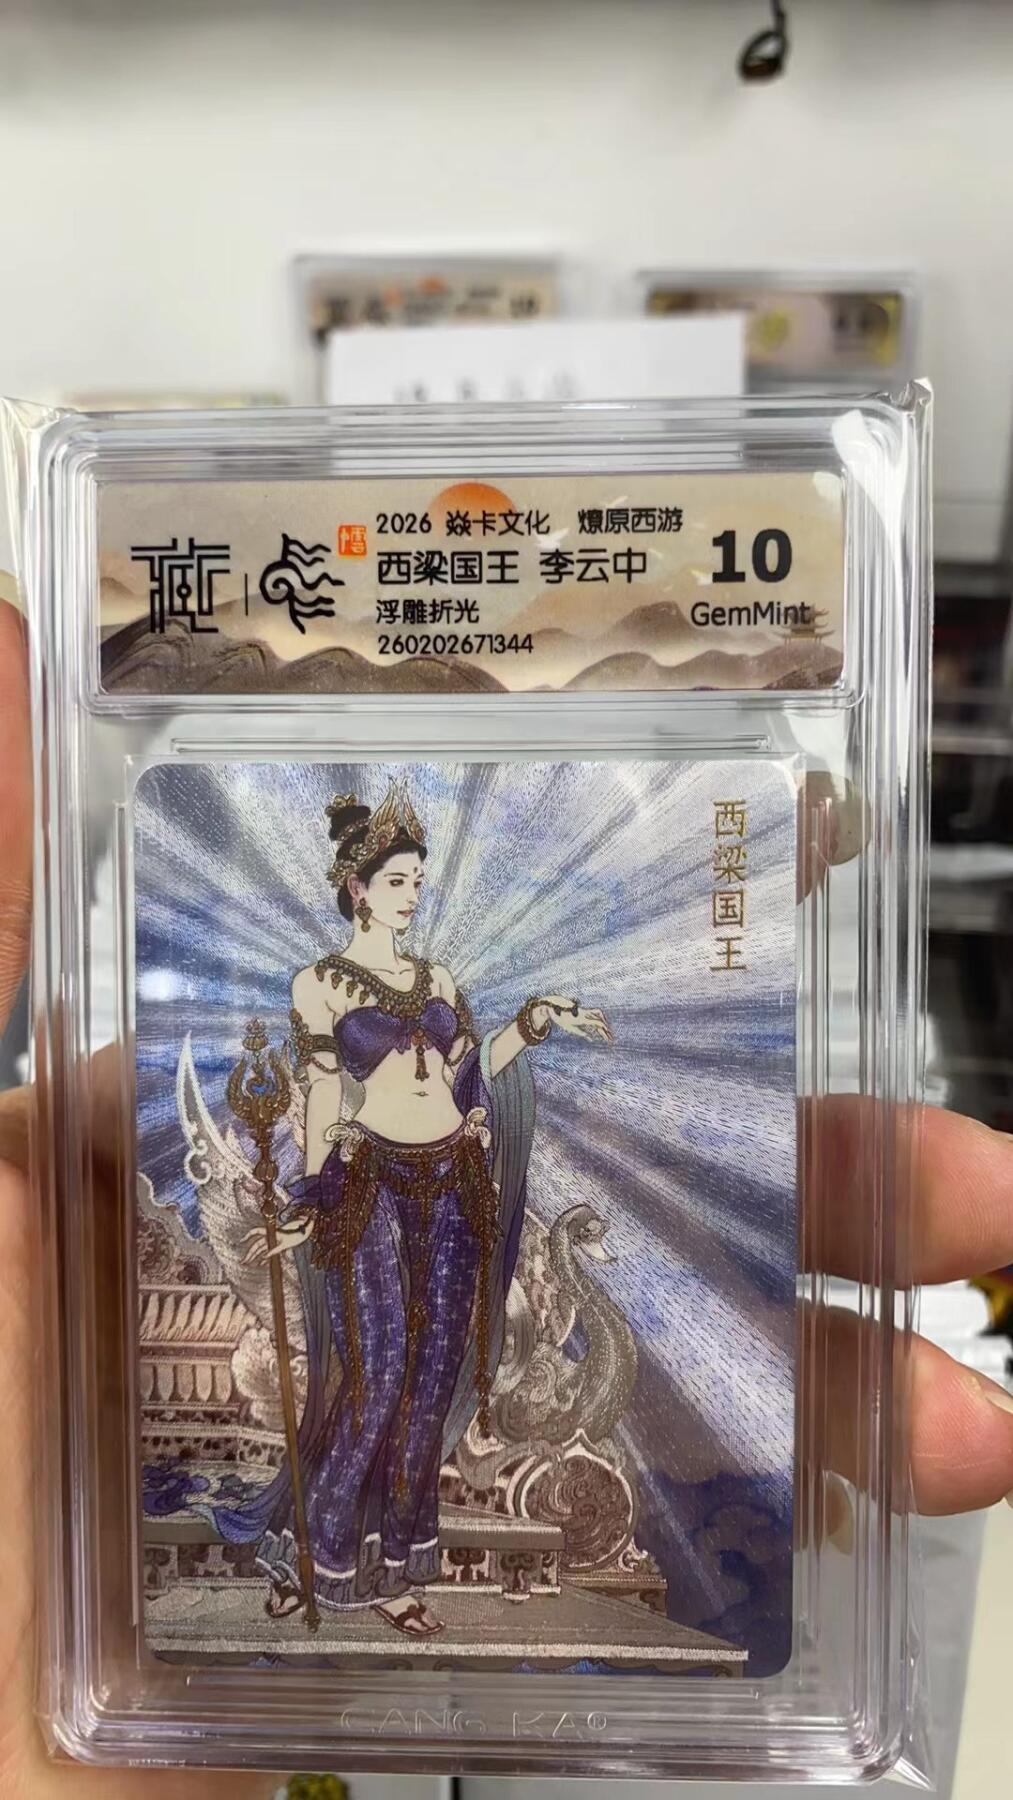 藏
2026 焱卡文化 燎原西游
西梁国王 李云中
浮雕折光
260202671344
10
GemMint
西梁国王
CANG KA®